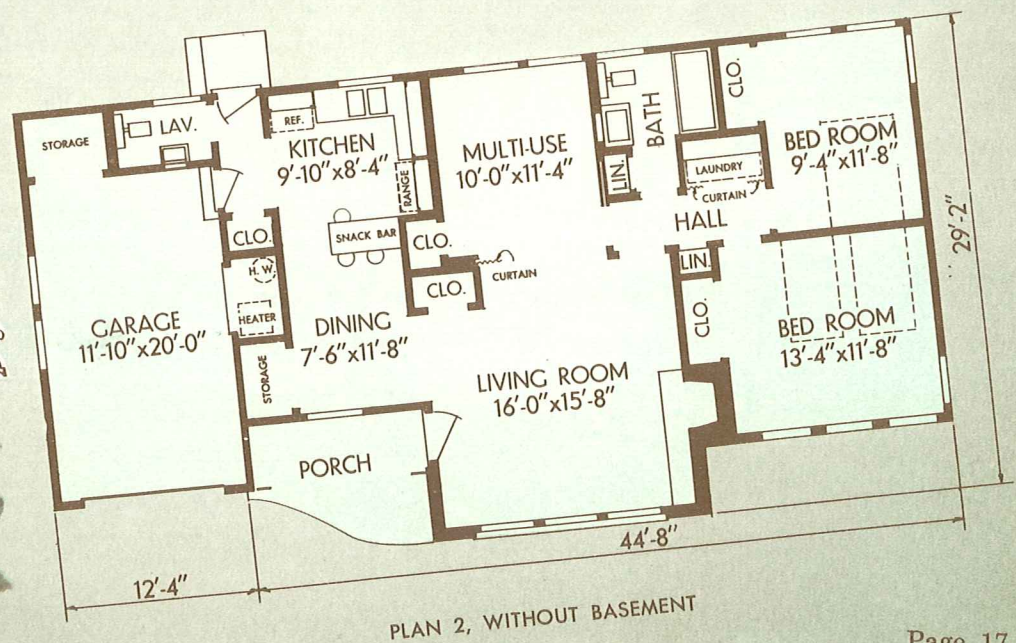 STORAGE
LAV.
REF.
KITCHEN
9'-10"x8'-4"
RANGE
MULTI-USE
10'-0"x11'-4"
BATH
LIN.
CLO.
BED ROOM
9'-4"x11'-8"
LAUNDRY
CURTAIN
HALL
CLO.
SNACK BAR
CLO.
CURTAIN
CLO.
H.W.
HEATER
LIN.
CLO.
BED ROOM
13'-4"x11'-8"
29'-2"
GARAGE
11'-10"x20'-0"
DINING
7'-6"x11'-8"
STORAGE
LIVING ROOM
16'-0"x15'-8"
PORCH
12'-4"
44'-8"
PLAN 2, WITHOUT BASEMENT
Page 17